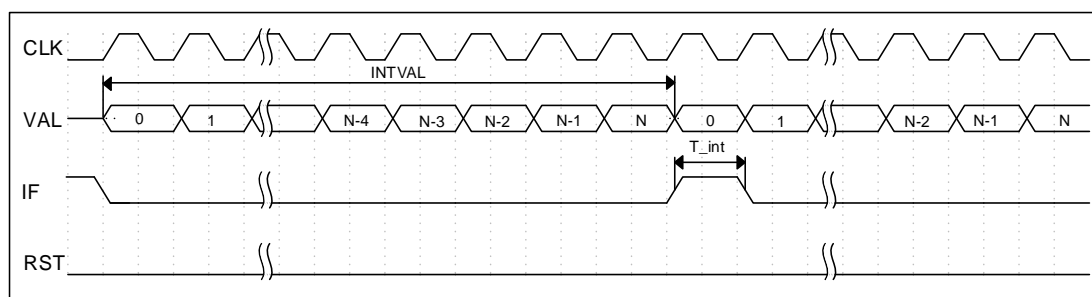 CLK
INTVAL
VAL 0 1 N-4 N-3 N-2 N-1 N 0 1 N-2 N-1 N
T_int
IF
RST